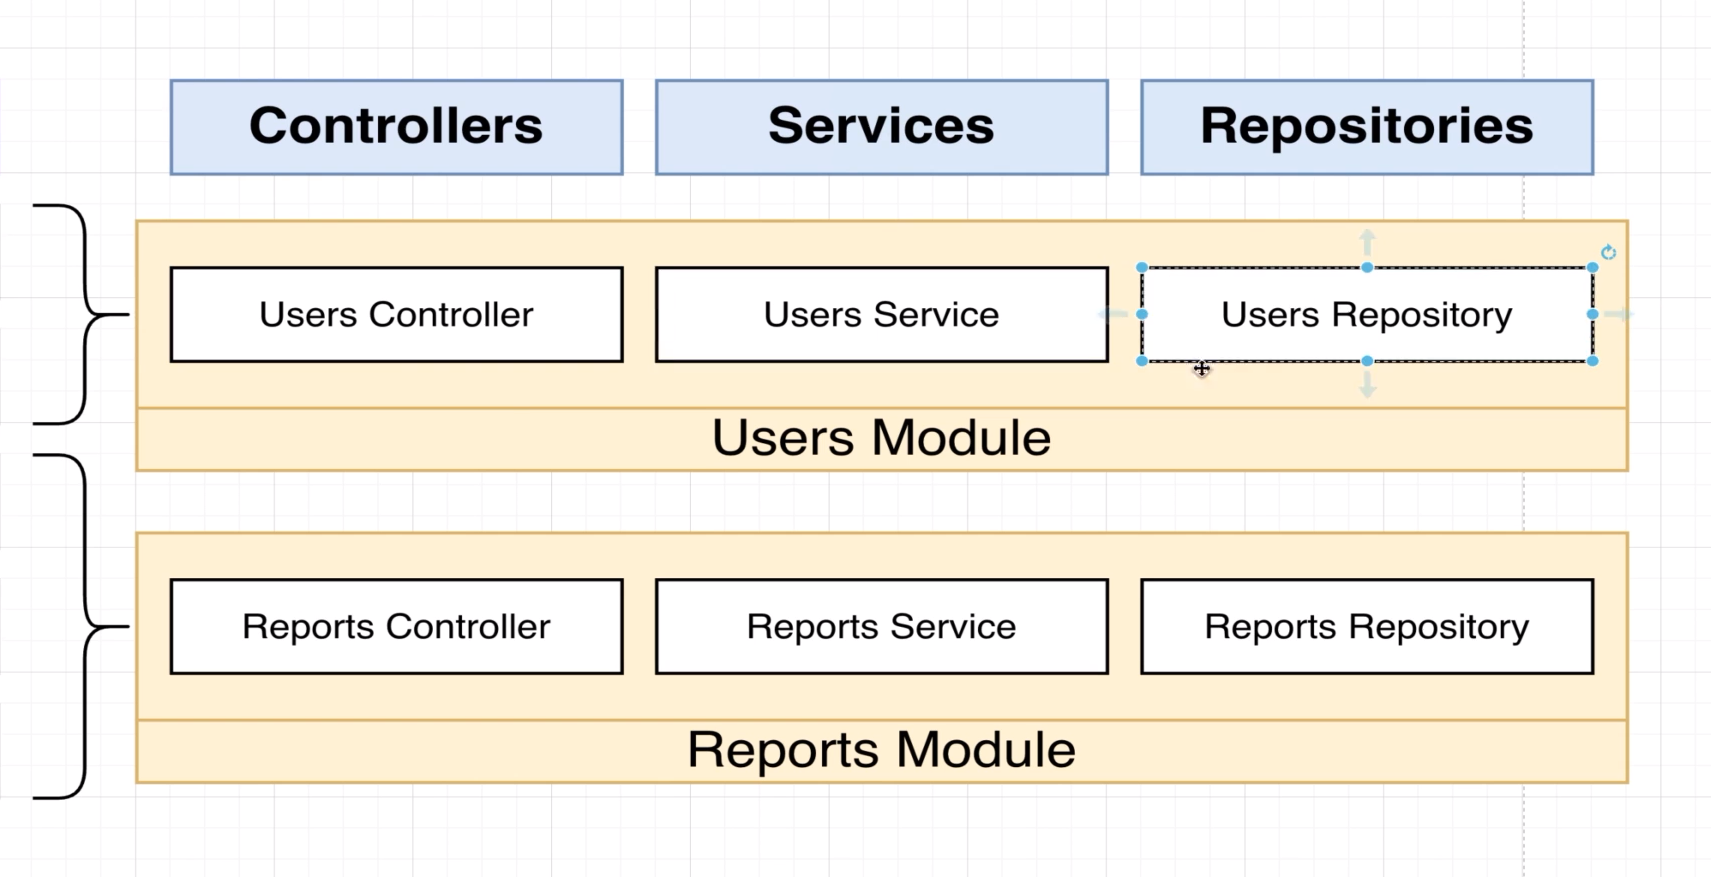 Controllers
Services
Repositories
Users Controller
Users Service
Users Repository
Users Module
Reports Controller
Reports Service
Reports Repository
Reports Module